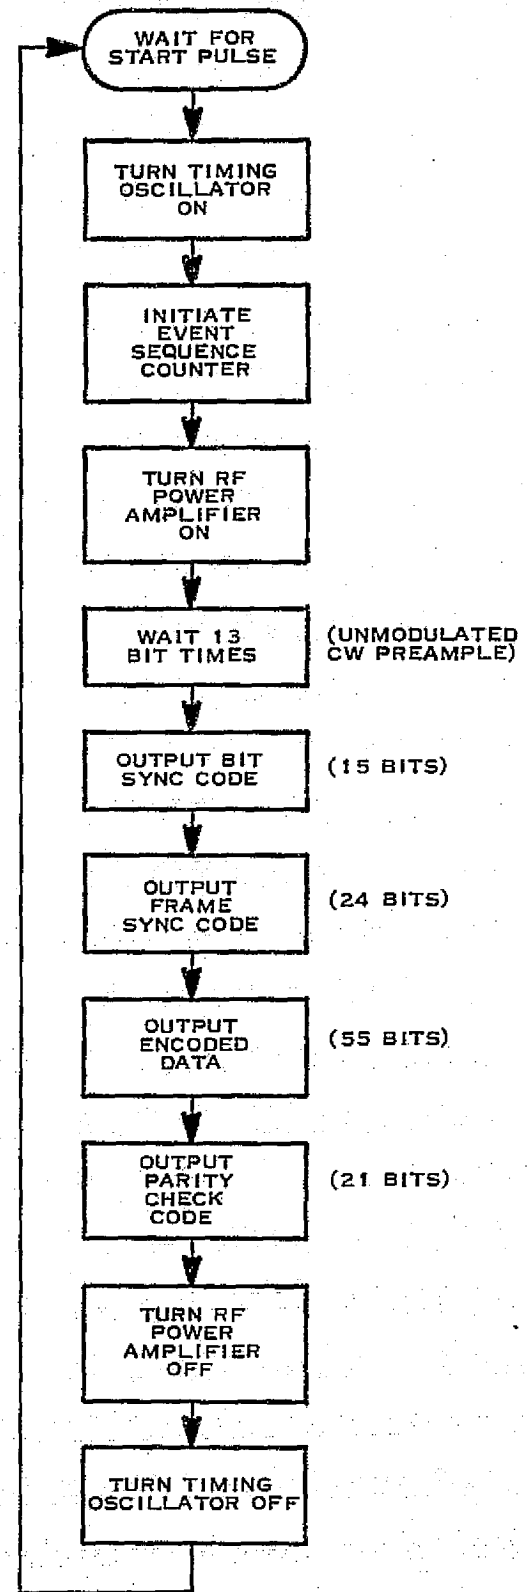 WAIT FOR
START PULSE
TURN TIMING
OSCILLATOR
ON
INITIATE
EVENT
SEQUENCE
COUNTER
TURN RF
POWER
AMPLIFIER
ON
WAIT 13
BIT TIMES
(UNMODULATED
CW PREAMPLE)
OUTPUT BIT
SYNC CODE
(15 BITS)
OUTPUT
FRAME
SYNC CODE
(24 BITS)
OUTPUT
ENCODED
DATA
(55 BITS)
OUTPUT
PARITY
CHECK
CODE
(21 BITS)
TURN RF
POWER
AMPLIFIER
OFF
TURN TIMING
OSCILLATOR OFF